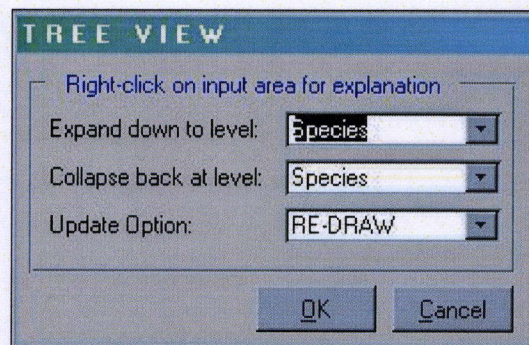 TREE VIEW
Right-click on input area for explanation
Expand down to level: Species
Collapse back at level: Species
Update Option: RE-DRAW
OK Cancel